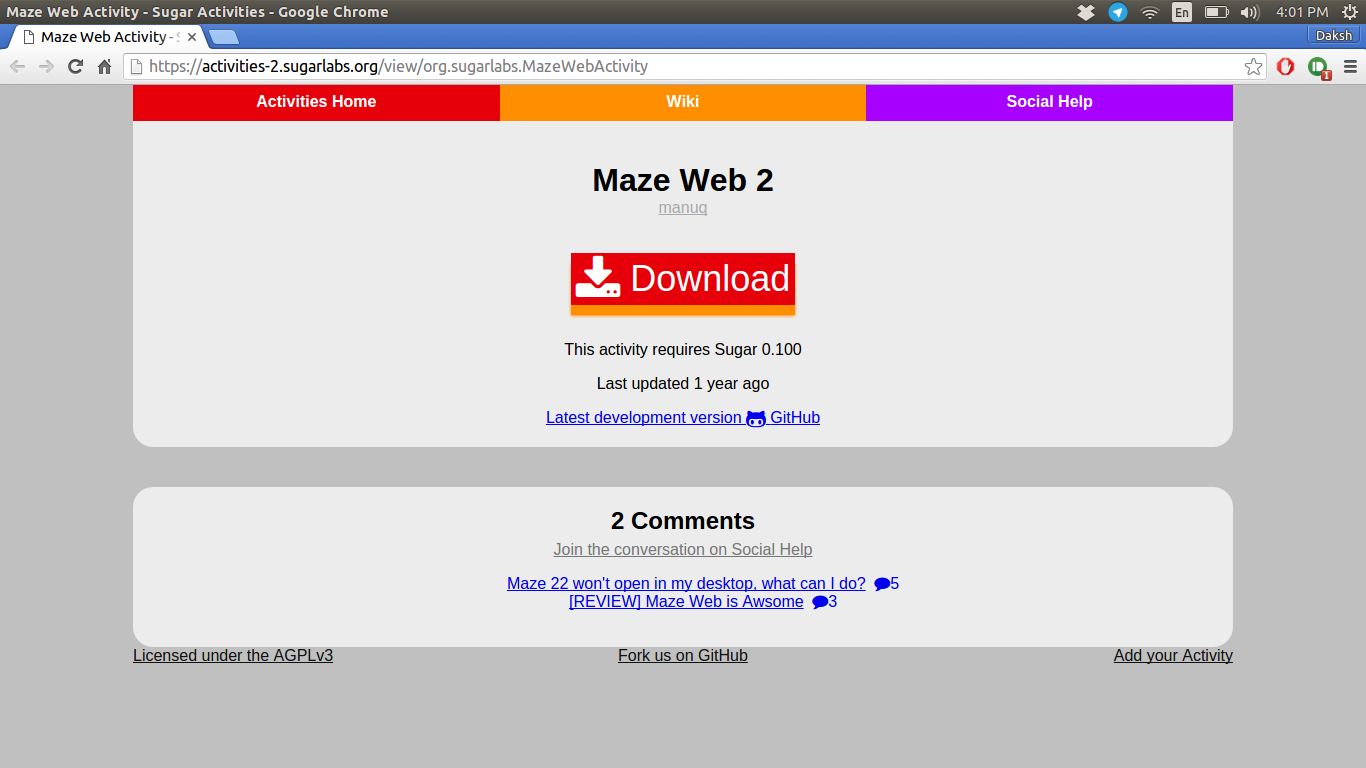 Maze Web Activity - Sugar Activities - Google Chrome
En
4:01 PM
Maze Web Activity - S
Daksh
https://activities-2.sugarlabs.org/view/org.sugarlabs.MazeWebActivity
1
Activities Home
Wiki
Social Help
Maze Web 2
manuq
Download
This activity requires Sugar 0.100
Last updated 1 year ago
Latest development version GitHub
2 Comments
Join the conversation on Social Help
Maze 22 won't open in my desktop, what can I do? 5
[REVIEW] Maze Web is Awsome 3
Licensed under the AGPLv3
Fork us on GitHub
Add your Activity